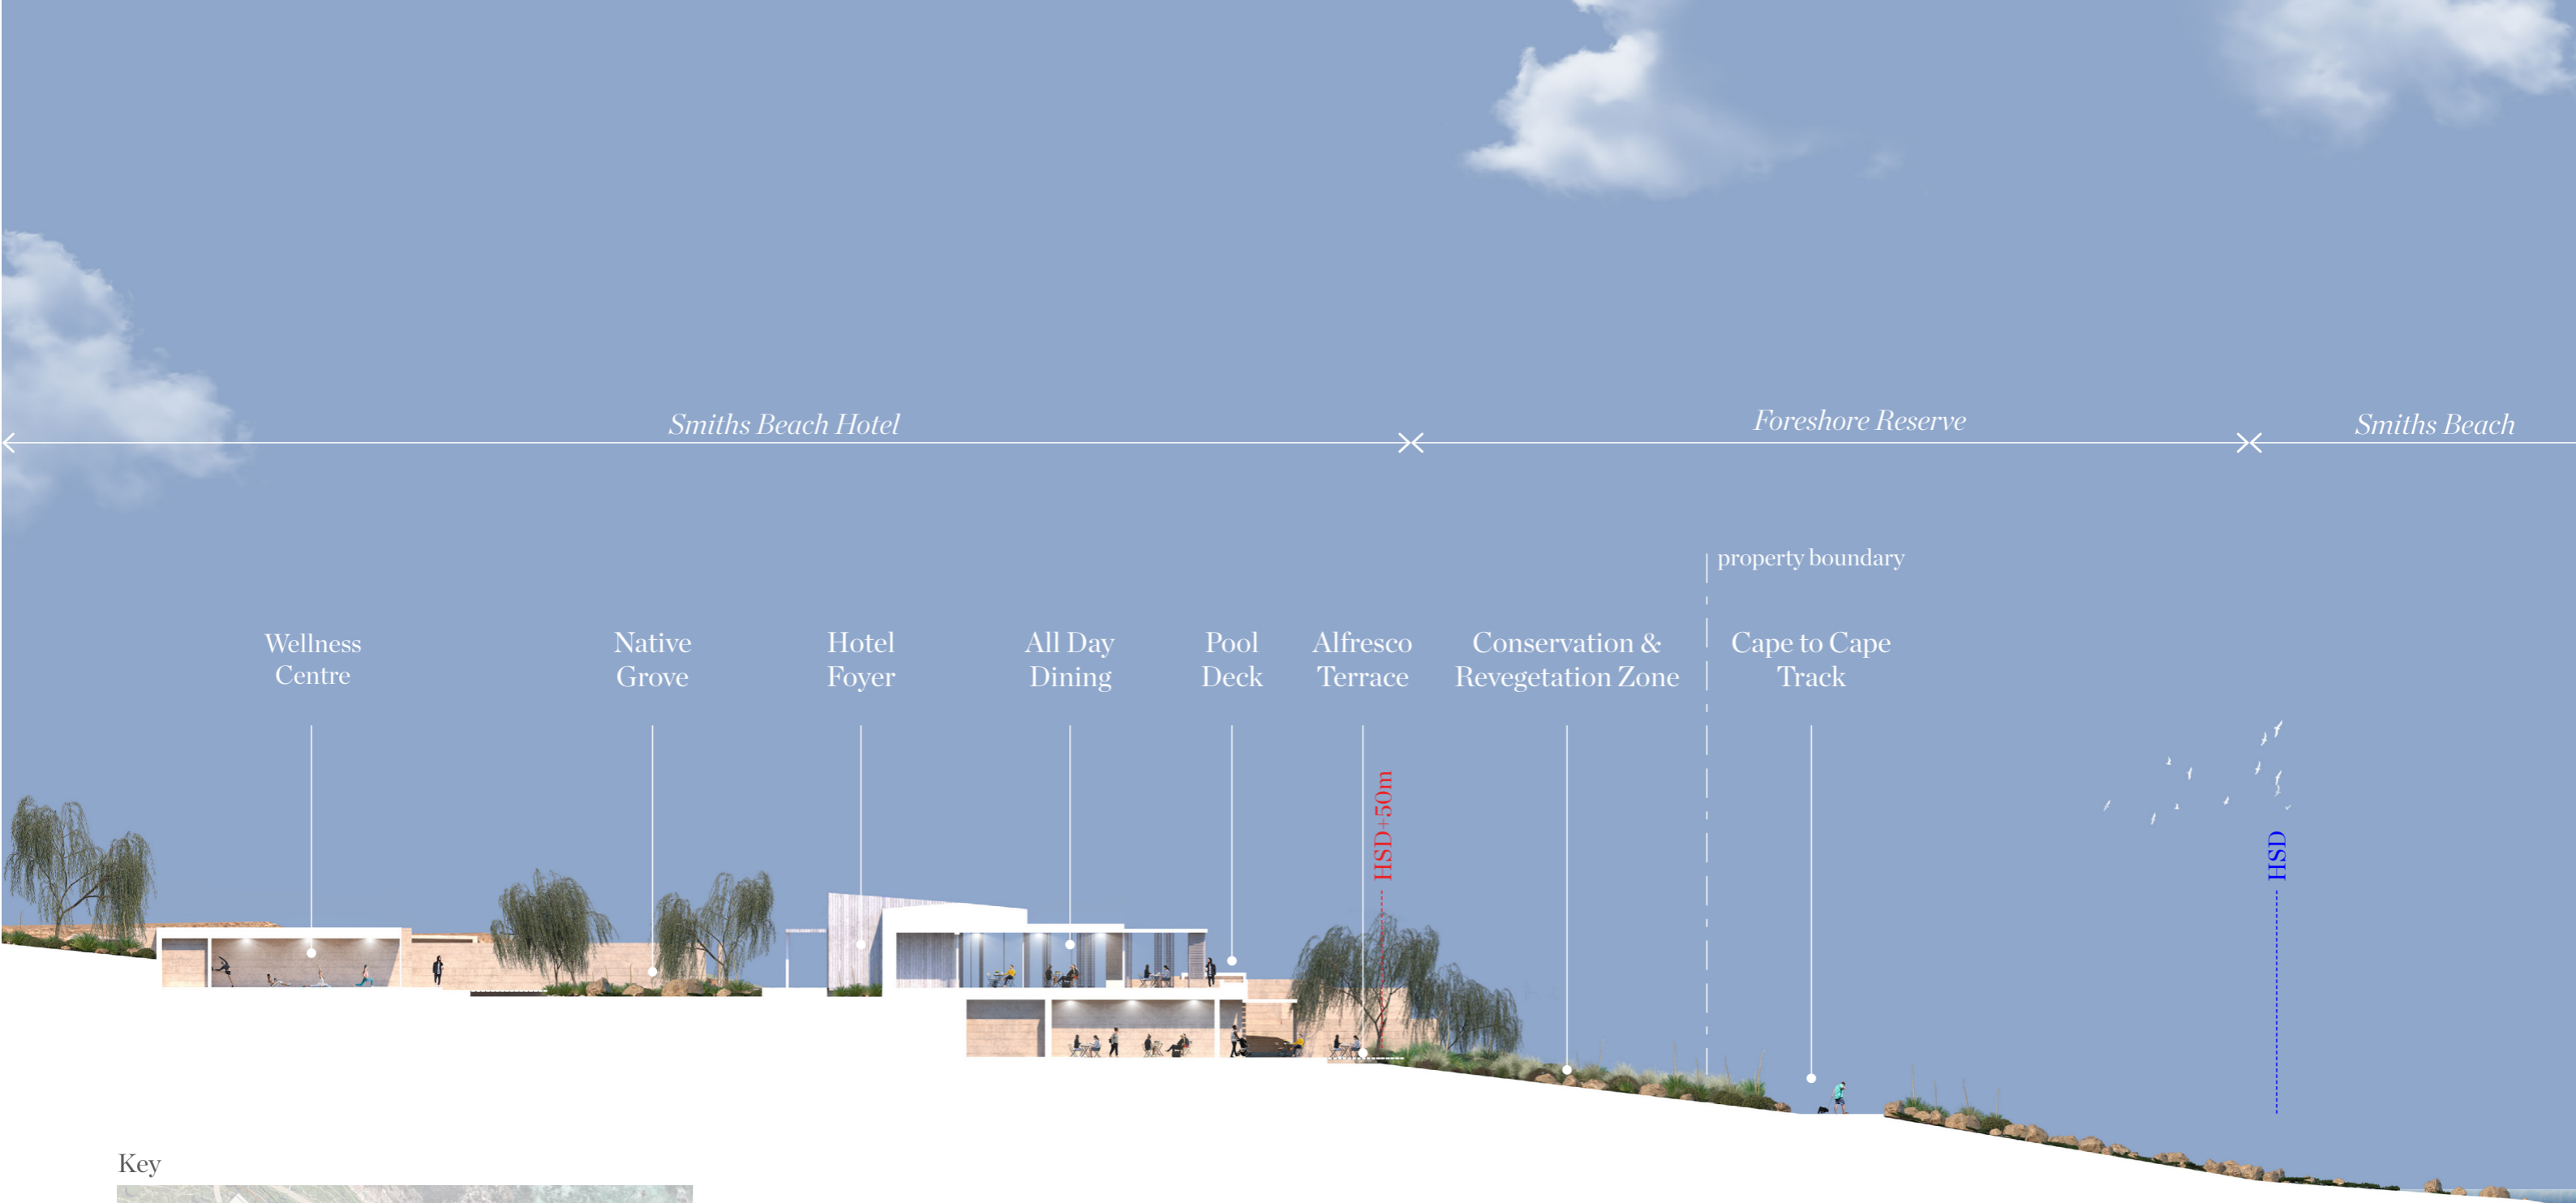 Smiths Beach Hotel
Foreshore Reserve
Smiths Beach
property boundary
Wellness
Centre
Native
Grove
Hotel
Foyer
All Day
Dining
Pool
Deck
Alfresco
Terrace
Conservation &
Revegetation Zone
Cape to Cape
Track
HSD+50m
HSD
Key